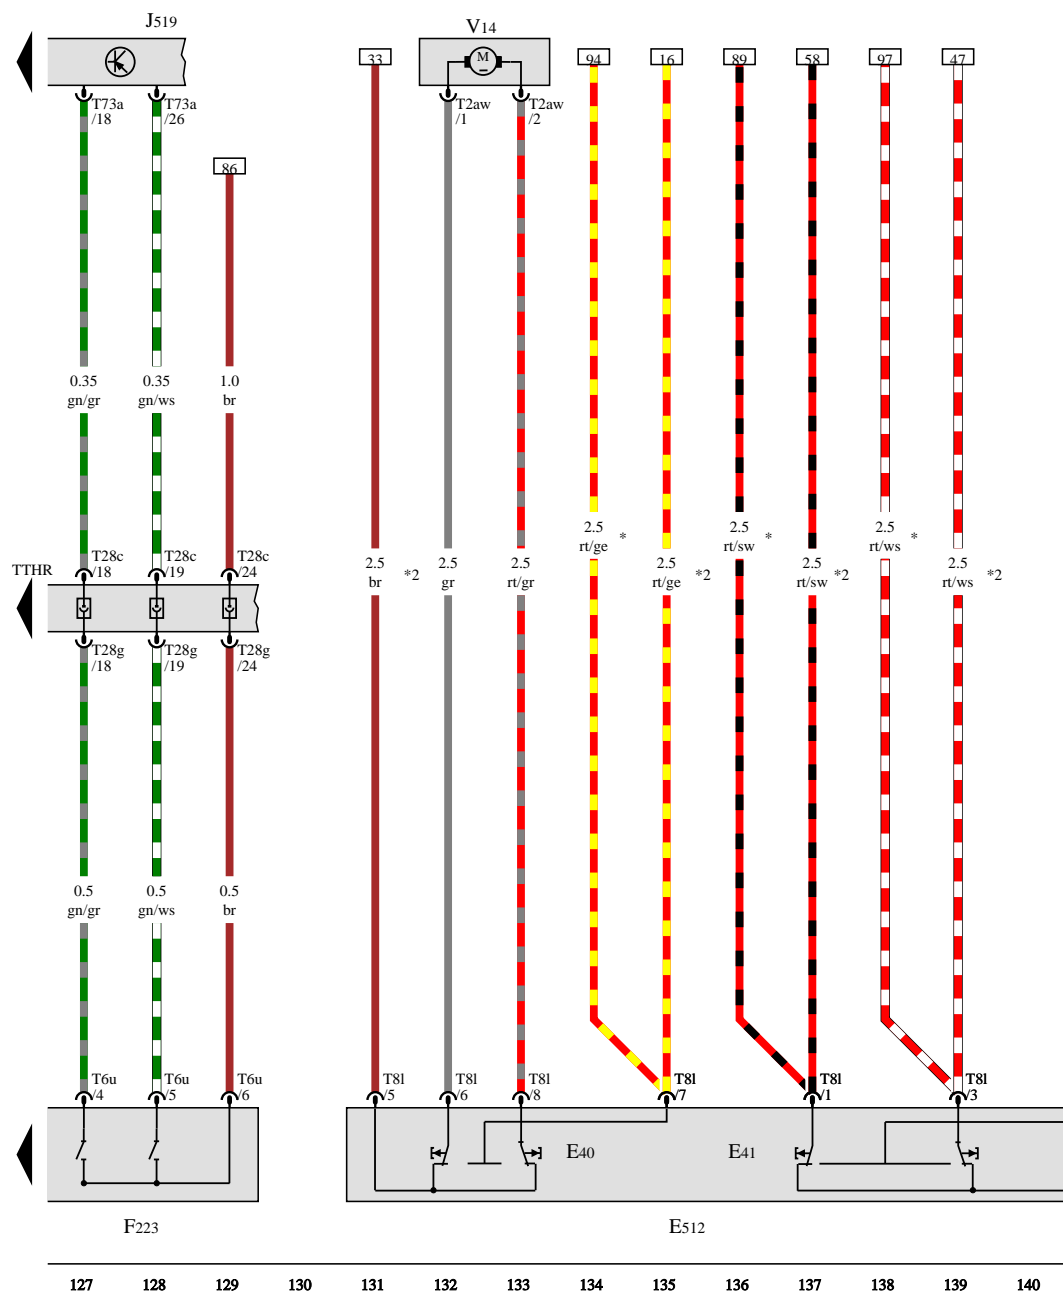 J519
V14
33
94
16
89
58
97
47
M
T73a
/18
T73a
/26
T2aw
/1
T2aw
/2
86
0.35
gn/gr
0.35
gn/ws
1.0
br
2.5
rt/ge *
2.5
rt/sw *
2.5
rt/ws *
2.5
br *2
2.5
gr
2.5
rt/gr
2.5
rt/ge *2
2.5
rt/sw *2
2.5
rt/ws *2
TTHR
T28c
/18
T28c
/19
T28c
/24
T28g
/18
T28g
/19
T28g
/24
0.5
gn/gr
0.5
gn/ws
0.5
br
T6u
/4
T6u
/5
T6u
/6
T8l
/5
T8l
/6
T8l
/8
T8l
/7
T8l
/1
T8l
/3
E40
E41
F223
E512
127 128 129 130 131 132 133 134 135 136 137 138 139 140